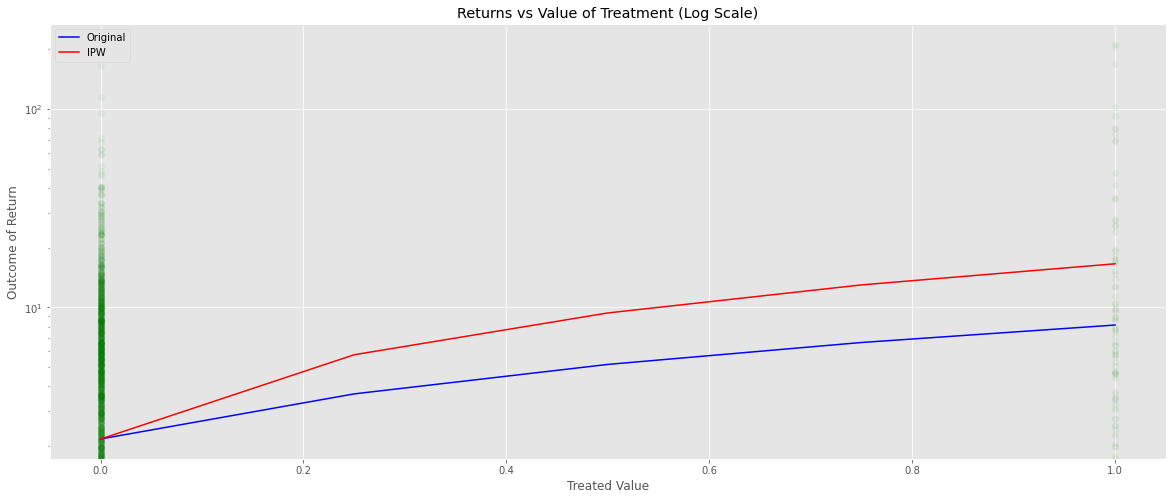 Returns vs Value of Treatment (Log Scale)
Original
IPW
10²
10¹
Outcome of Return
0.0 0.2 0.4 0.6 0.8 1.0
Treated Value